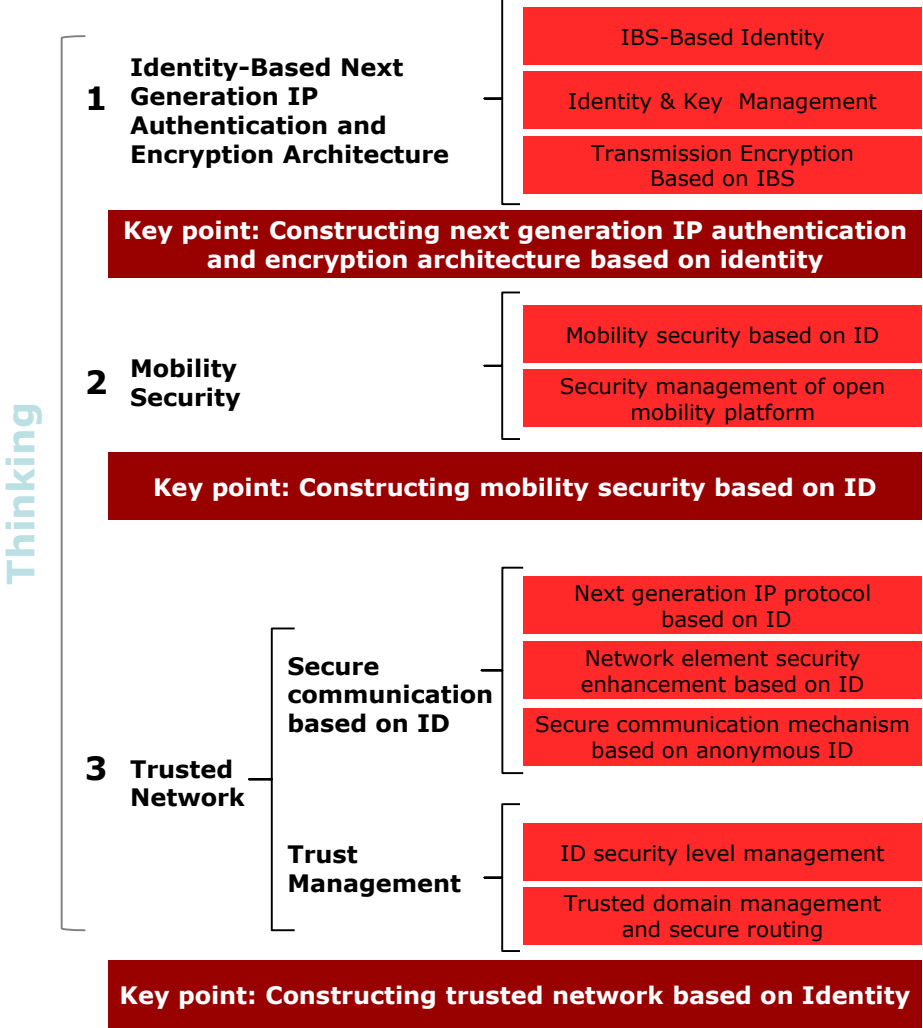 Thinking
1 Identity-Based Next
Generation IP
Authentication and
Encryption Architecture
IBS-Based Identity
Identity & Key Management
Transmission Encryption
Based on IBS
Key point: Constructing next generation IP authentication
and encryption architecture based on identity
2 Mobility
Security
Mobility security based on ID
Security management of open
mobility platform
Key point: Constructing mobility security based on ID
3 Trusted
Network
Secure
communication
based on ID
Next generation IP protocol
based on ID
Network element security
enhancement based on ID
Secure communication mechanism
based on anonymous ID
Trust
Management
ID security level management
Trusted domain management
and secure routing
Key point: Constructing trusted network based on Identity